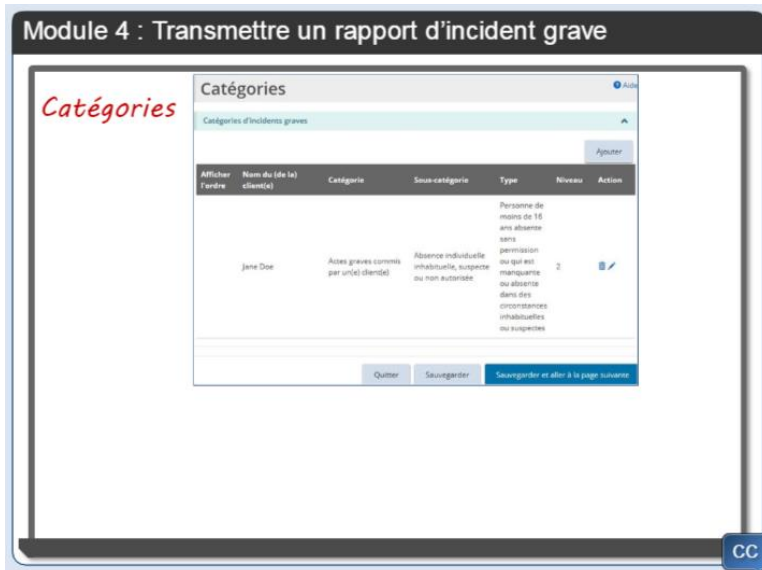 Module 4 : Transmettre un rapport d'incident grave
Catégories
Catégories
Aide
Catégories d'incidents graves
Ajouter
Afficher l'ordre
Nom du (de la) client(e)
Catégorie
Sous-catégorie
Type
Niveau
Action
Jane Doe
Actes graves commis
par un(e) client(e)
Absence individuelle
inhabituelle, suspecte
ou non autorisée
Personne de
moins de 16
ans absente
sans
permission
ou qui est
manquante
ou absente
dans des
circonstances
inhabituelles
ou suspectes
2
Quitter
Sauvegarder
Sauvegarder et aller à la page suivante
CC